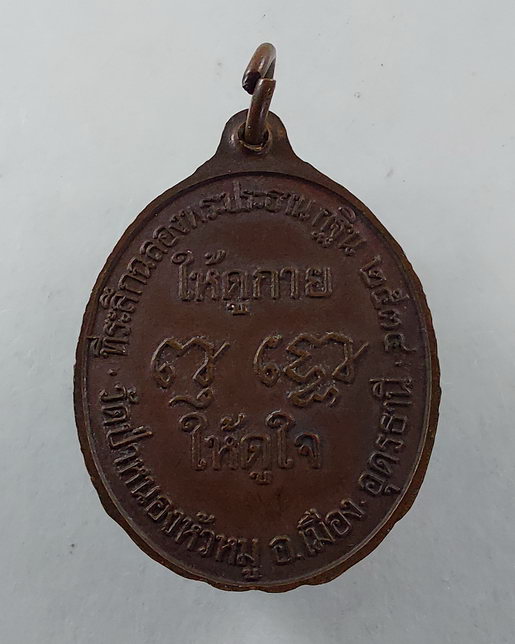 ที่ระลึกฉลองพระประธาน กฐิน ๒๕๓๔
ให้ดูกาย
ให้ดูใจ
วัดป่าหนองหัวหมู อ.เมือง. อุดรธานี